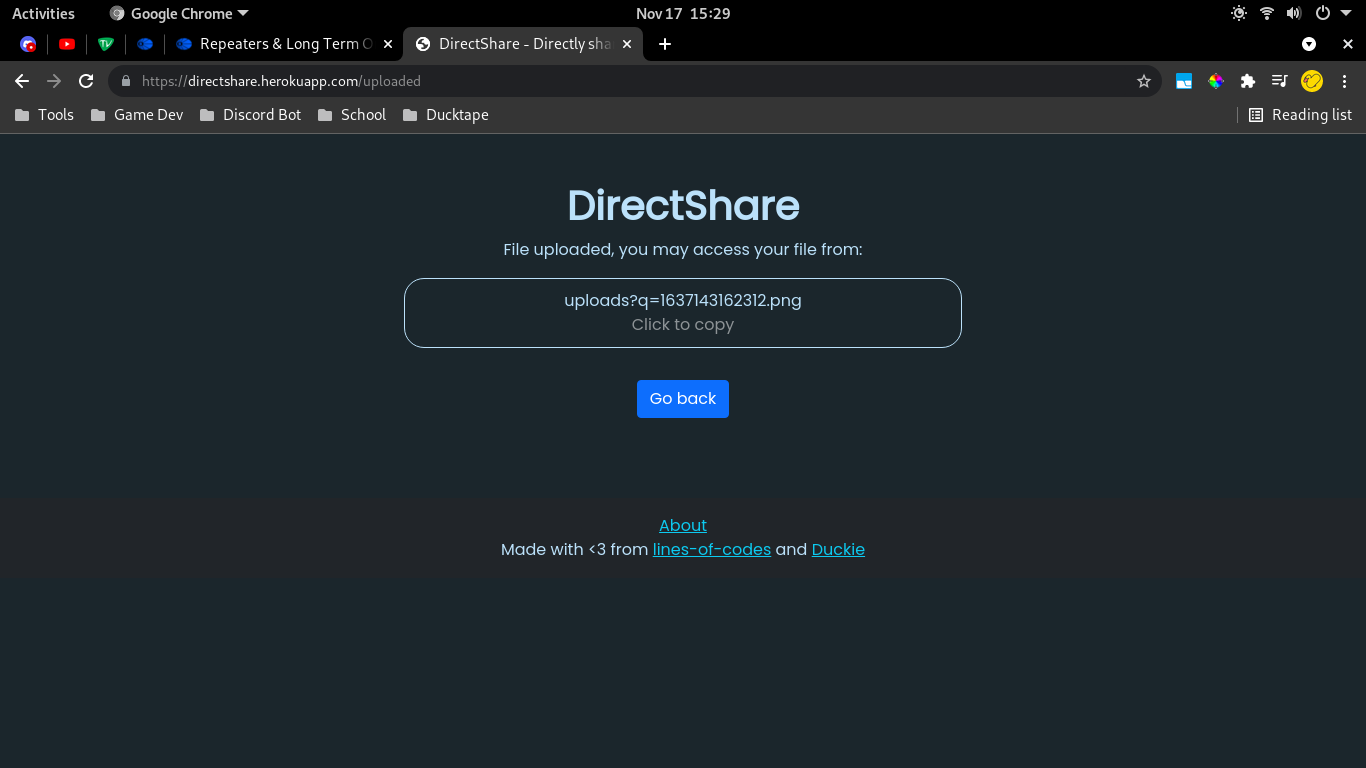 Activities Google Chrome Nov 17 15:29
Repeaters & Long Term DirectShare - Directly sha
https://directshare.herokuapp.com/uploaded
Tools Game Dev Discord Bot School Ducktape Reading list
DirectShare
File uploaded, you may access your file from:
uploads?q=1637143162312.png
Click to copy
Go back
About
Made with <3 from lines-of-codes and Duckie